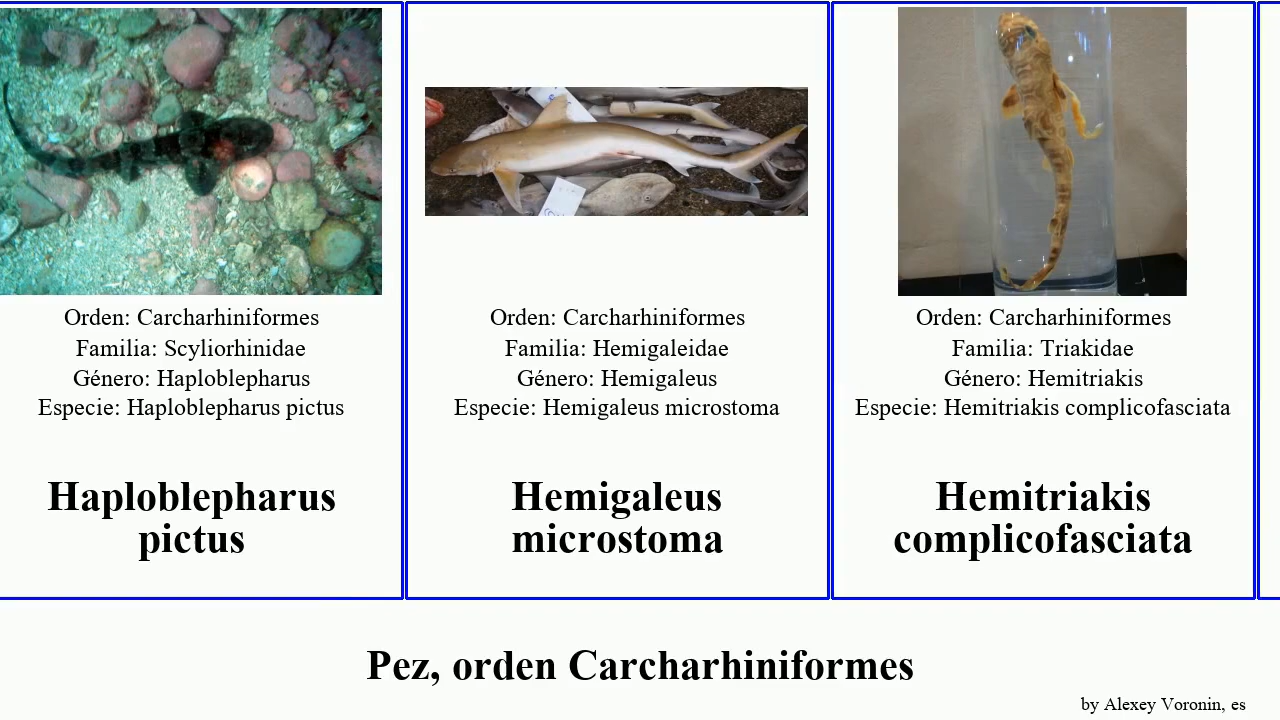 Orden: Carcharhiniformes
Familia: Scyliorhinidae
Género: Haploblepharus
Especie: Haploblepharus pictus
Haploblepharus
pictus
Orden: Carcharhiniformes
Familia: Hemigaleidae
Género: Hemigaleus
Especie: Hemigaleus microstoma
Hemigaleus
microstoma
Orden: Carcharhiniformes
Familia: Triakidae
Género: Hemitriakis
Especie: Hemitriakis complicofasciata
Hemitriakis
complicofasciata
Pez, orden Carcharhiniformes
by Alexey Voronin, es